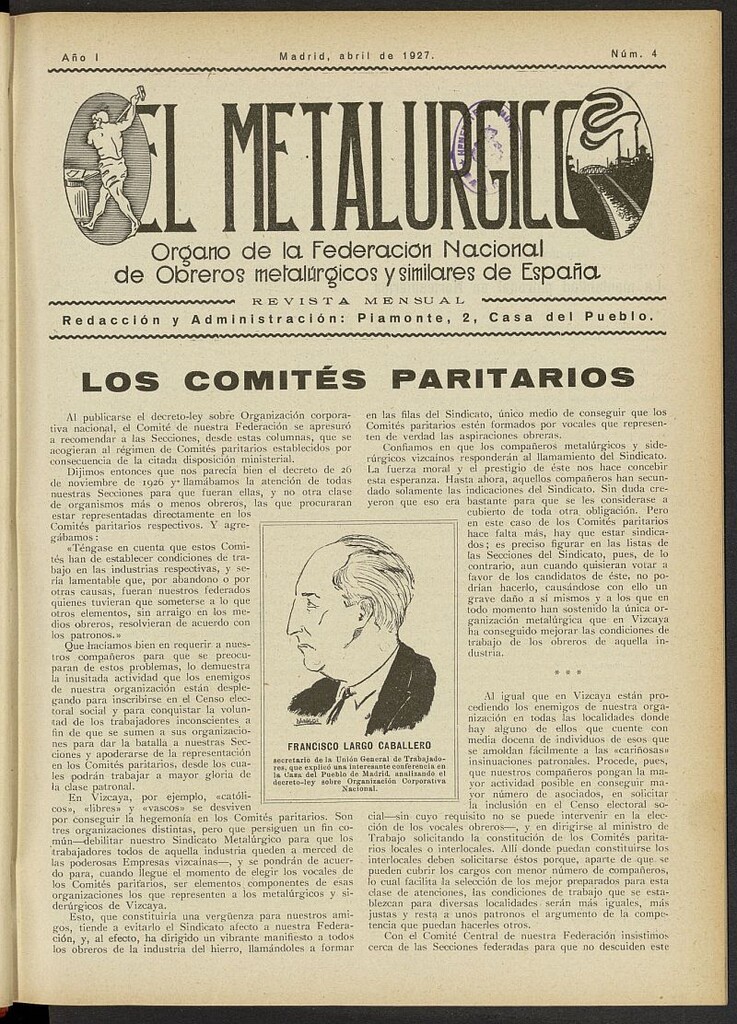 Año I
Madrid, abril de 1927.
Núm. 4
EL METALURGICO
Organo de la Federación Nacional
de Obreros metalúrgicos y similares de España
REVISTA MENSUAL
Redacción y Administración: Piamonte, 2, Casa del Pueblo.
LOS COMITÉS PARITARIOS
Al publicarse el decreto-ley sobre Organización corpora-
tiva nacional, el Comité de nuestra Federación se apresuró
a recomendar a las Secciones, desde estas columnas, que se
acogieran al régimen de Comités paritarios establecidos por
consecuencia de la citada disposición ministerial.
Dijimos entonces que nos parecía bien el decreto de 26
de noviembre de 1926 y llamábamos la atención de todas
nuestras Secciones para que fueran ellas, y no otra clase
de organismos más o menos obreros, las que procuraran
estar representadas directamente en los
Comités paritarios respectivos. Y agre-
gábamos:
«Téngase en cuenta que estos Comi-
tés han de establecer condiciones de tra-
bajo en las industrias respectivas, y se-
ría lamentable que, por abandono o por
otras causas, fueran nuestros federados
quienes tuvieran que someterse a lo que
otros elementos, sin arraigo en los me-
dios obreros, resolvieran de acuerdo con
los patronos.»
Que hacíamos bien en requerir a nues-
tros compañeros para que se preocu-
paran de estos problemas, lo demuestra
la inusitada actividad que los enemigos
de nuestra organización están desple-
gando para inscribirse en el Censo elec-
toral social y para conquistar la volun-
tad de los trabajadores inconscientes a
fin de que se sumen a sus organizacio-
nes para dar la batalla a nuestras Sec-
ciones y apoderarse de la representación
en los Comités paritarios, desde los cua-
les podrán trabajar a mayor gloria de
la clase patronal.
En Vizcaya, por ejemplo, «católi-
cos», «libres» y «vascos» se desviven
por conseguir la hegemonía en los Comités paritarios. Son
tres organizaciones distintas, pero que persiguen un fin co-
mún—debilitar nuestro Sindicato Metalúrgico para que los
trabajadores todos de aquella industria queden a merced de
las poderosas Empresas vizcaínas—, y se pondrán de acuer-
do para, cuando llegue el momento de elegir los vocales de
los Comités paritarios, ser elementos componentes de esas
organizaciones los que representen a los metalúrgicos y si-
derúrgicos de Vizcaya.
Esto, que constituiría una vergüenza para nuestros ami-
gos, tiende a evitarlo el Sindicato afecto a nuestra Federa-
ción, y, al efecto, ha dirigido un vibrante manifiesto a todos
los obreros de la industria del hierro, llamándoles a formar
FRANCISCO LARGO CABALLERO
secretario de la Unión General de Trabajado-
res, que explicó una interesante conferencia en
la Casa del Pueblo de Madrid, analizando el
decreto-ley sobre Organización Corporativa
Nacional.
en las filas del Sindicato, único medio de conseguir que los
Comités paritarios estén formados por vocales que represen-
ten de verdad las aspiraciones obreras.
Confiamos en que los compañeros metalúrgicos y side-
rúrgicos vizcaínos responderán al llamamiento del Sindicato.
La fuerza moral y el prestigio de éste nos hace concebir
esta esperanza. Hasta ahora, aquellos compañeros han secun-
dado solamente las indicaciones del Sindicato. Sin duda cre-
yeron que eso era bastante para que se les considerase a
cubierto de toda otra obligación. Pero
en este caso de los Comités paritarios
hace falta más, hay que estar sindica-
dos; es preciso figurar en las listas de
las Secciones del Sindicato, pues, de lo
contrario, aun cuando quisieran votar a
favor de los candidatos de éste, no po-
drían hacerlo, causándose con ello un
grave daño a sí mismos y a los que en
todo momento han sostenido la única or-
ganización metalúrgica que en Vizcaya
ha conseguido mejorar las condiciones de
trabajo de los obreros de aquella in-
dustria.
* * *
Al igual que en Vizcaya están pro-
cediendo los enemigos de nuestra orga-
nización en todas las localidades donde
hay alguno de ellos que cuente con
media docena de individuos de esos que
se amoldan fácilmente a las «cariñosas»
insinuaciones patronales. Procede, pues,
que nuestros compañeros pongan la ma-
yor actividad posible en conseguir ma-
yor número de asociados, en solicitar
la inclusión en el Censo electoral so-
cial—sin cuyo requisito no se puede intervenir en la elec-
ción de los vocales obreros—, y en dirigirse al ministro de
Trabajo solicitando la constitución de los Comités parita-
rios locales o interlocales. Allí donde puedan constituirse los
interlocales deben solicitarse éstos porque, aparte de que se
pueden cubrir los cargos con menor número de compañeros,
lo cual facilita la selección de los mejor preparados para esta
clase de atenciones, las condiciones de trabajo que se esta-
blezcan para diversas localidades serán más iguales, más
justas y resta a unos patronos el argumento de la compe-
tencia que puedan hacerles otros.
Con el Comité Central de nuestra Federación insistimos
cerca de las Secciones federadas para que no descuiden este